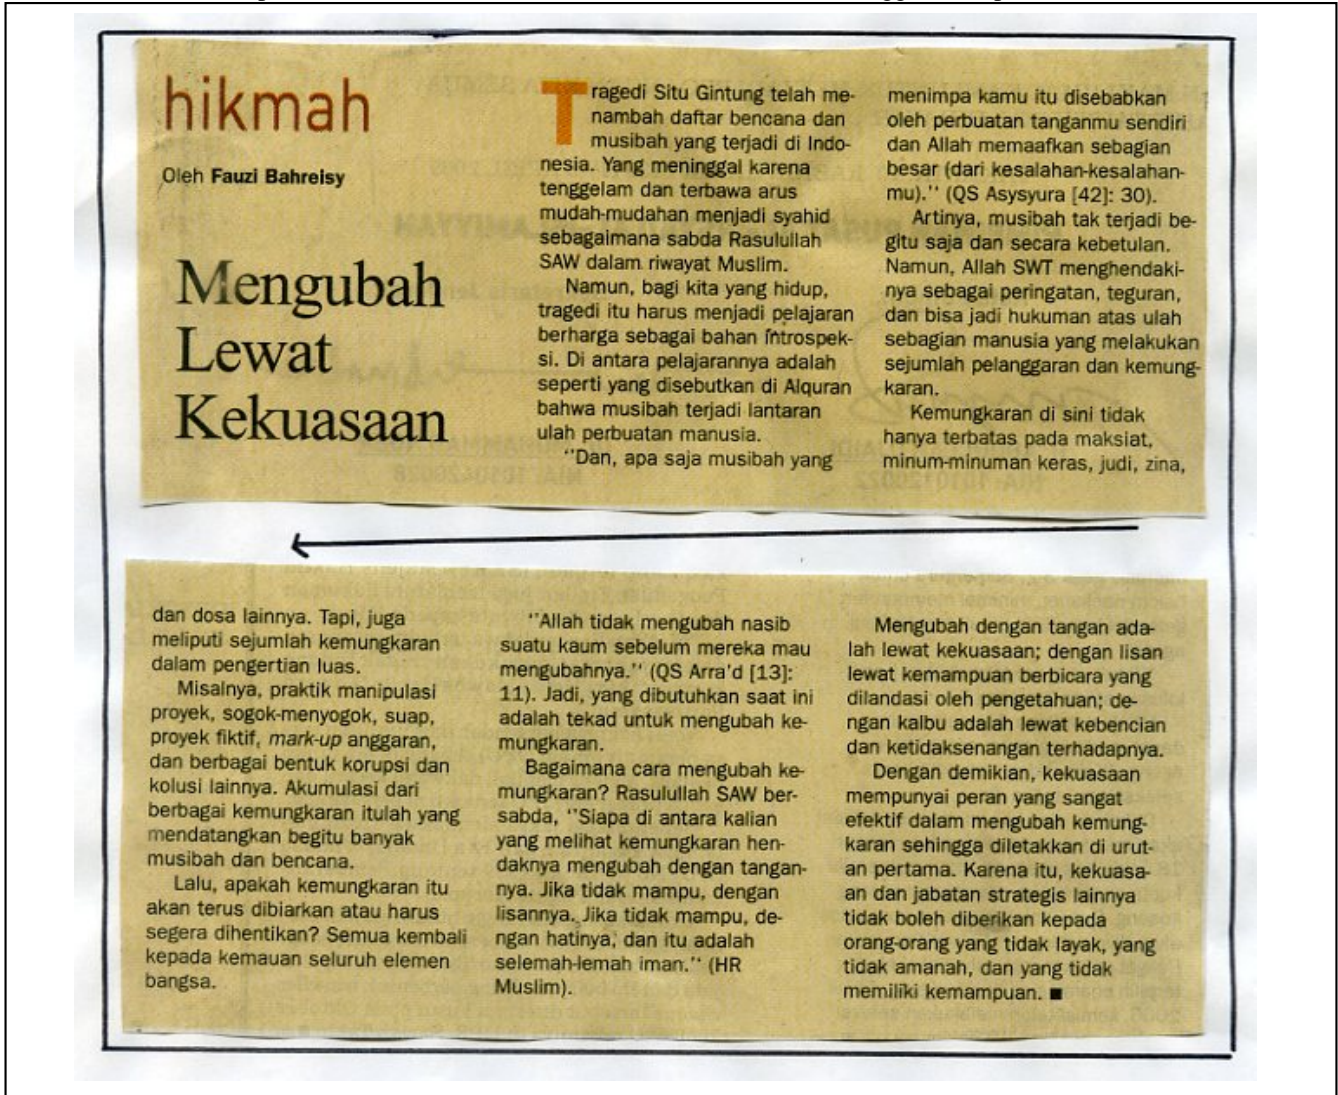 hikmah
Oleh Fauzi Bahreisy
Mengubah
Lewat
Kekuasaan
Tragedi Situ Gintung telah me-
nambah daftar bencana dan
musibah yang terjadi di Indo-
nesia. Yang meninggal karena
tenggelam dan terbawa arus
mudah-mudahan menjadi syahid
sebagaimana sabda Rasulullah
SAW dalam riwayat Muslim.
Namun, bagi kita yang hidup,
tragedi itu harus menjadi pelajaran
berharga sebagai bahan introspek-
si. Di antara pelajarannya adalah
seperti yang disebutkan di Alquran
bahwa musibah terjadi lantaran
ulah perbuatan manusia.
''Dan, apa saja musibah yang
menimpa kamu itu disebabkan
oleh perbuatan tanganmu sendiri
dan Allah memaafkan sebagian
besar (dari kesalahan-kesalahan-
mu).'' (QS Asysyura [42]: 30).
Artinya, musibah tak terjadi be-
gitu saja dan secara kebetulan.
Namun, Allah SWT menghendaki-
nya sebagai peringatan, teguran,
dan bisa jadi hukuman atas ulah
sebagian manusia yang melakukan
sejumlah pelanggaran dan kemung-
karan.
Kemungkaran di sini tidak
hanya terbatas pada maksiat,
minum-minuman keras, judi, zina,
dan dosa lainnya. Tapi, juga
meliputi sejumlah kemungkaran
dalam pengertian luas.
Misalnya, praktik manipulasi
proyek, sogok-menyogok, suap,
proyek fiktif, mark-up anggaran,
dan berbagai bentuk korupsi dan
kolusi lainnya. Akumulasi dari
berbagai kemungkaran itulah yang
mendatangkan begitu banyak
musibah dan bencana.
Lalu, apakah kemungkaran itu
akan terus dibiarkan atau harus
segera dihentikan? Semua kembali
kepada kemauan seluruh elemen
bangsa.
''Allah tidak mengubah nasib
suatu kaum sebelum mereka mau
mengubahnya.'' (QS Arra'd [13]:
11). Jadi, yang dibutuhkan saat ini
adalah tekad untuk mengubah ke-
mungkaran.
Bagaimana cara mengubah ke-
mungkaran? Rasulullah SAW ber-
sabda, ''Siapa di antara kalian
yang melihat kemungkaran hen-
daknya mengubah dengan tangan-
nya. Jika tidak mampu, dengan
lisannya. Jika tidak mampu, de-
ngan hatinya, dan itu adalah
selemah-lemah iman.'' (HR
Muslim).
Mengubah dengan tangan ada-
lah lewat kekuasaan; dengan lisan
lewat kemampuan berbicara yang
dilandasi oleh pengetahuan; de-
ngan kalbu adalah lewat kebencian
dan ketidaksenangan terhadapnya.
Dengan demikian, kekuasaan
mempunyai peran yang sangat
efektif dalam mengubah kemung-
karan sehingga diletakkan di urut-
an pertama. Karena itu, kekuasa-
an dan jabatan strategis lainnya
tidak boleh diberikan kepada
orang-orang yang tidak layak, yang
tidak amanah, dan yang tidak
memiliki kemampuan. ■